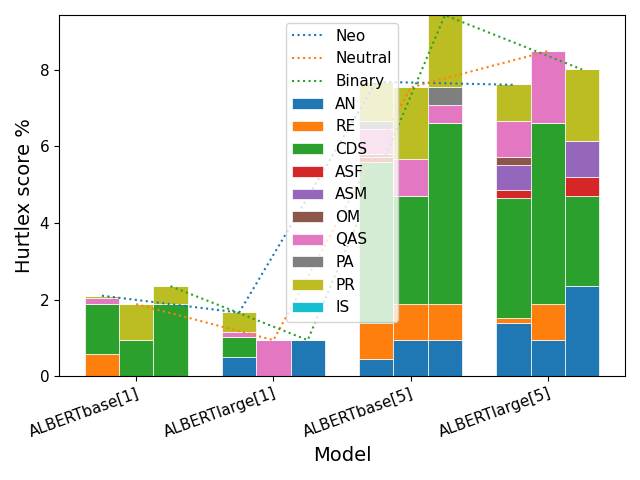 Neo
Neutral
Binary
AN
RE
CDS
ASF
ASM
OM
QAS
PA
PR
IS
Hurtlex score %
8
6
4
2
0
ALBERTbase[1]
ALBERTlarge[1]
ALBERTbase[5]
ALBERTlarge[5]
Model